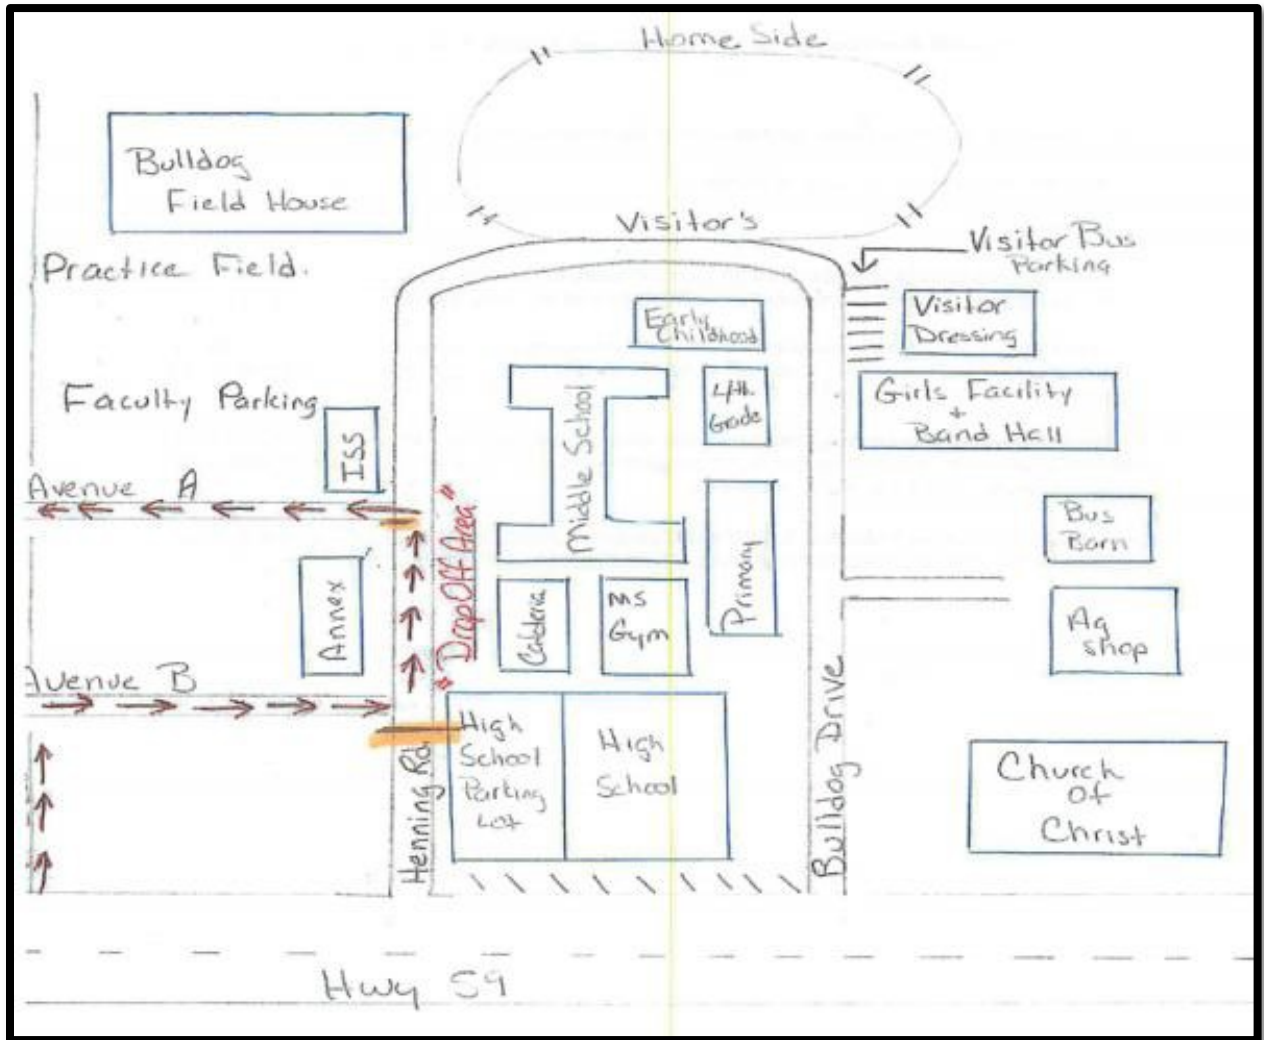 Home Side
Bulldog
Field House
Visitor's
Visitor Bus
Parking
Practice Field.
Early
Childhood
Visitor
Dressing
Faculty Parking
ISS
Middle School
4th
Grade
Girls Facility
+
Band Hall
Avenue A
"Drop Off Area"
Bus
Barn
Annex
Cafeteria
MS
Gym
Primary
Ag
Shop
Avenue B
High
School
Parking
Lot
High
School
Henning Rd.
Bulldog Drive
Church
of
Christ
Hwy 59